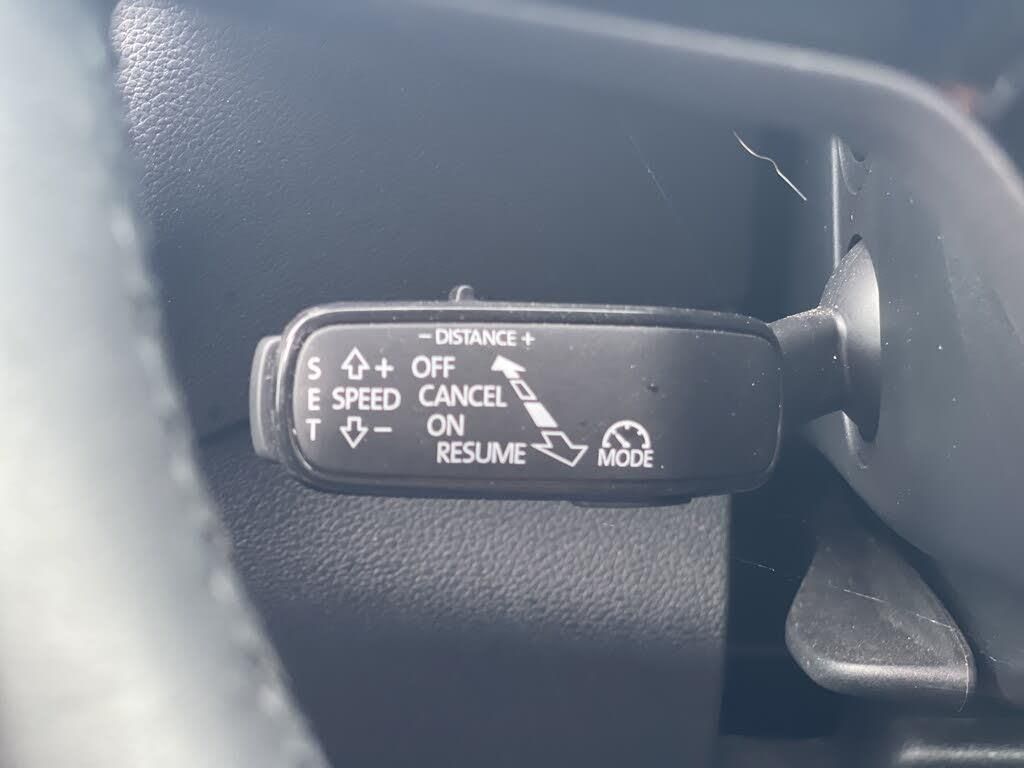 − DISTANCE +
S + OFF
E SPEED CANCEL
T − ON
RESUME
MODE